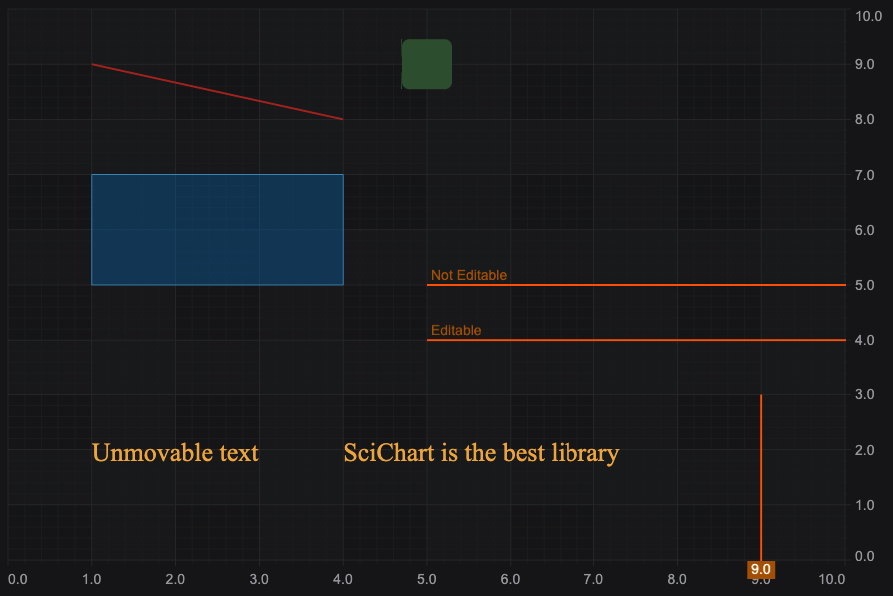 10.0
9.0
8.0
7.0
6.0
Not Editable
5.0
Editable
4.0
3.0
Unmovable text SciChart is the best library 2.0
1.0
0.0
9.0
0.0 1.0 2.0 3.0 4.0 5.0 6.0 7.0 8.0 9.0 10.0